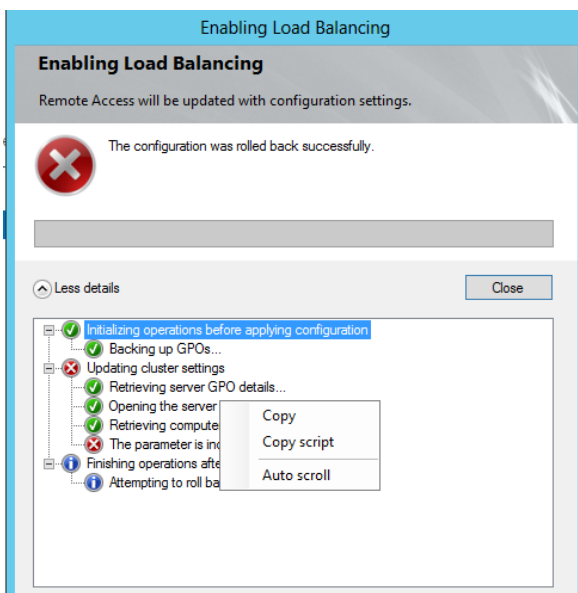 Enabling Load Balancing
Enabling Load Balancing
Remote Access will be updated with configuration settings.
The configuration was rolled back successfully.
Less details
Close
Initializing operations before applying configuration
Backing up GPOs...
Updating cluster settings
Retrieving server GPO details...
Opening the server
Retrieving compute
The parameter is inc
Finishing operations afte
Attempting to roll ba
Copy
Copy script
Auto scroll